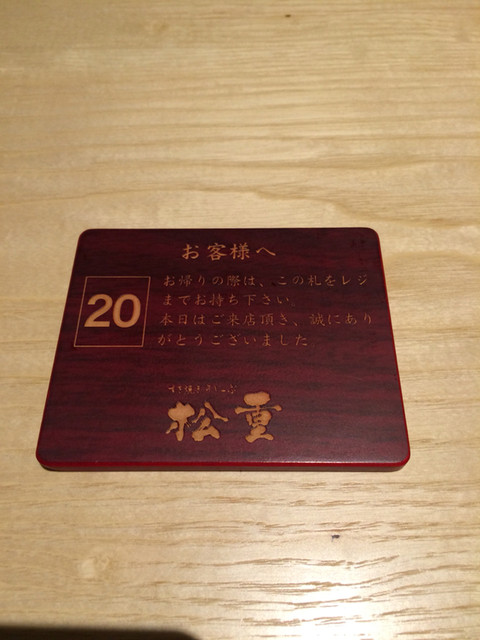 お客様へ
20
お帰りの際は、この札をレジ
までお持ち下さい。
本日はご来店頂き、誠にあり
がとうございました
松重